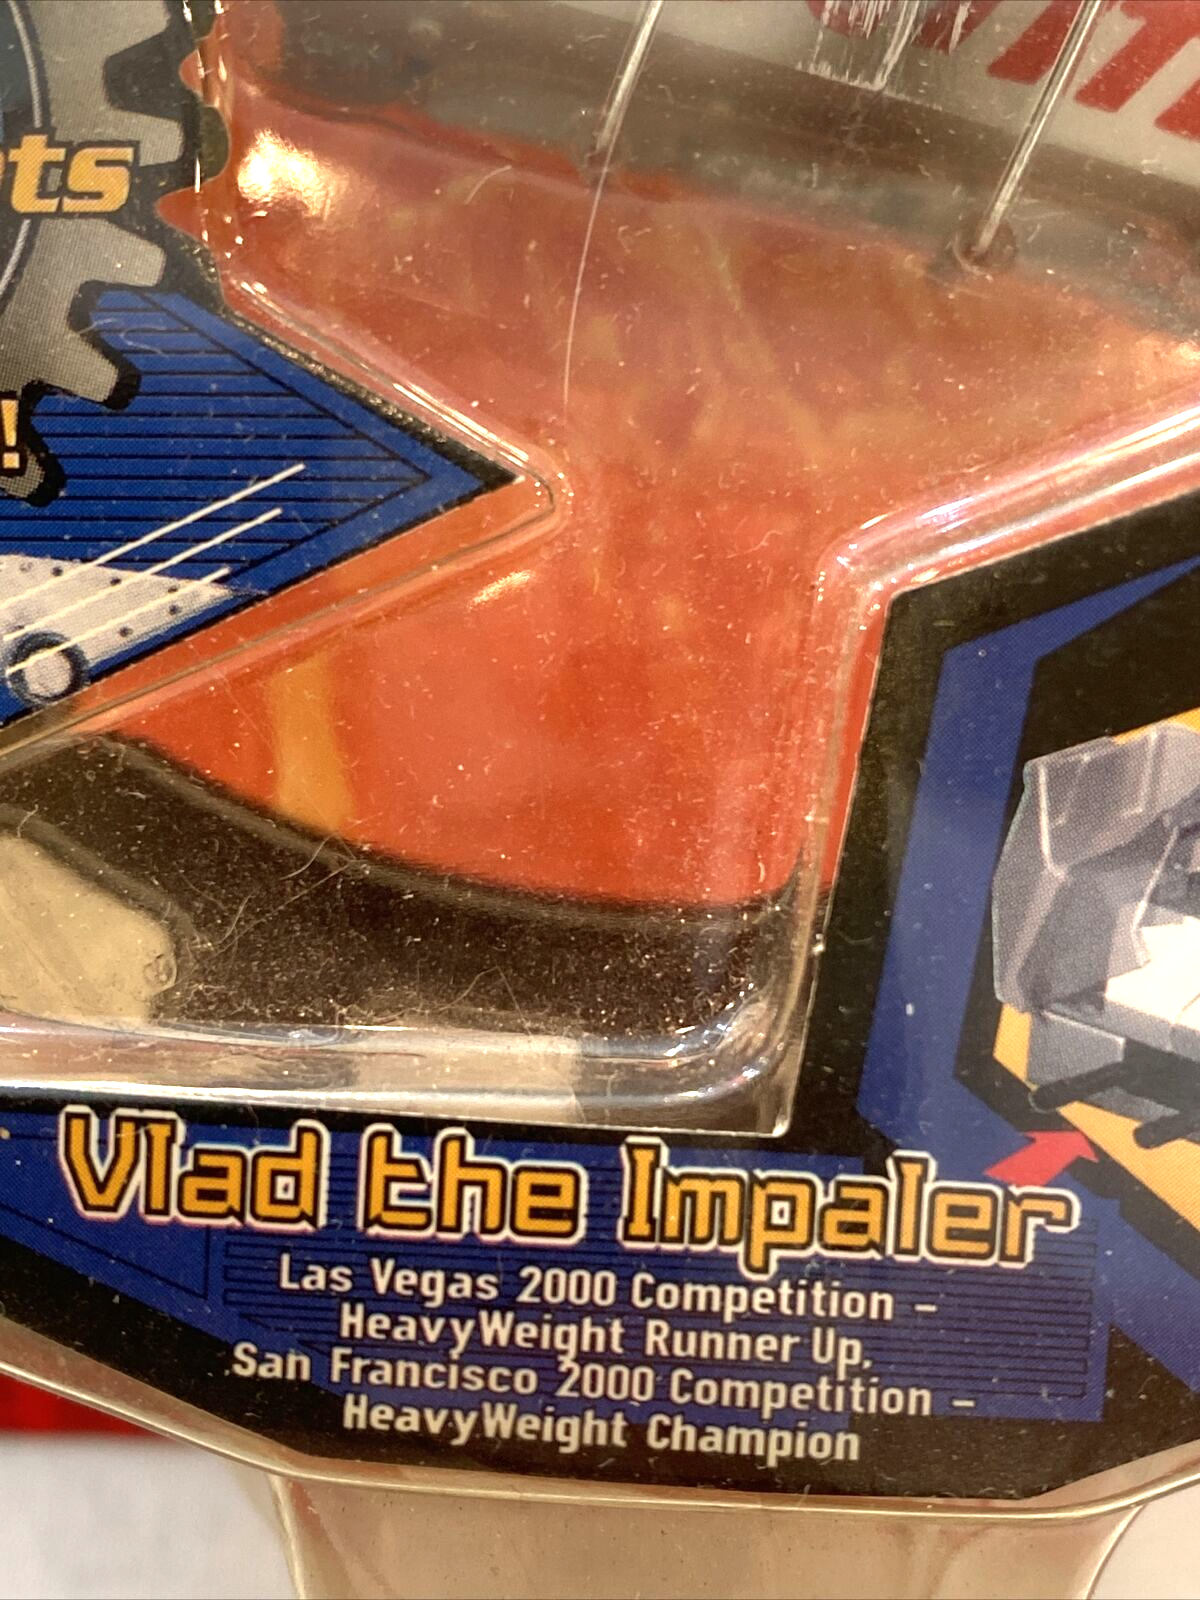 !
Vlad the Impaler
Las Vegas 2000 Competition –
HeavyWeight Runner Up,
San Francisco 2000 Competition –
HeavyWeight Champion